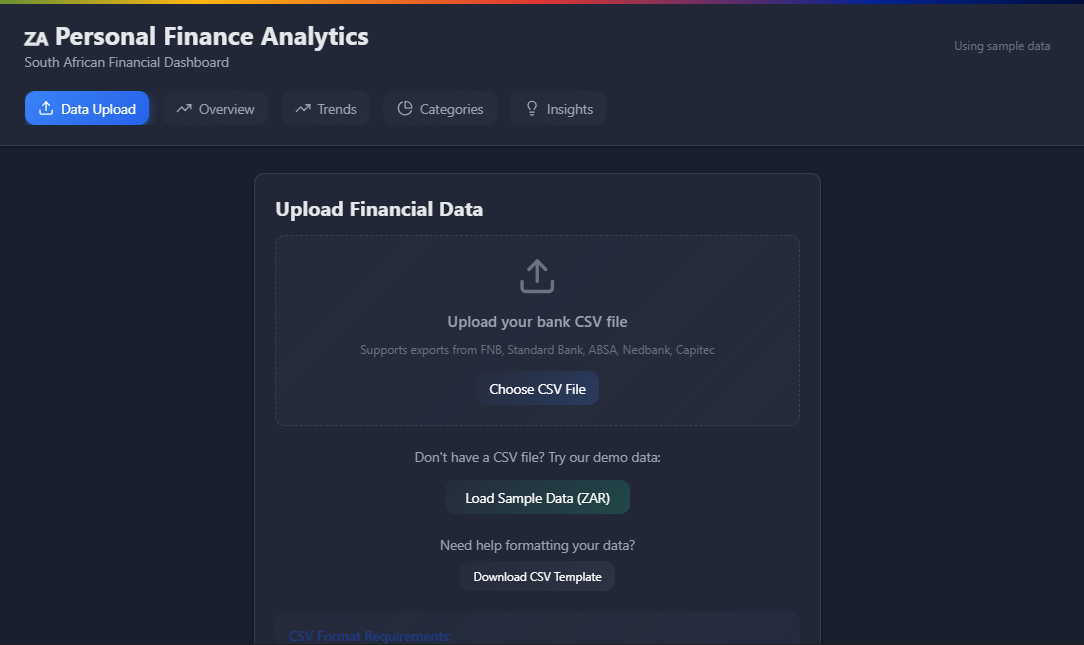 ZA Personal Finance Analytics
South African Financial Dashboard
Using sample data
Data Upload
Overview
Trends
Categories
Insights
Upload Financial Data
Upload your bank CSV file
Supports exports from FNB, Standard Bank, ABSA, Nedbank, Capitec
Choose CSV File
Don't have a CSV file? Try our demo data:
Load Sample Data (ZAR)
Need help formatting your data?
Download CSV Template
CSV Format Requirements: